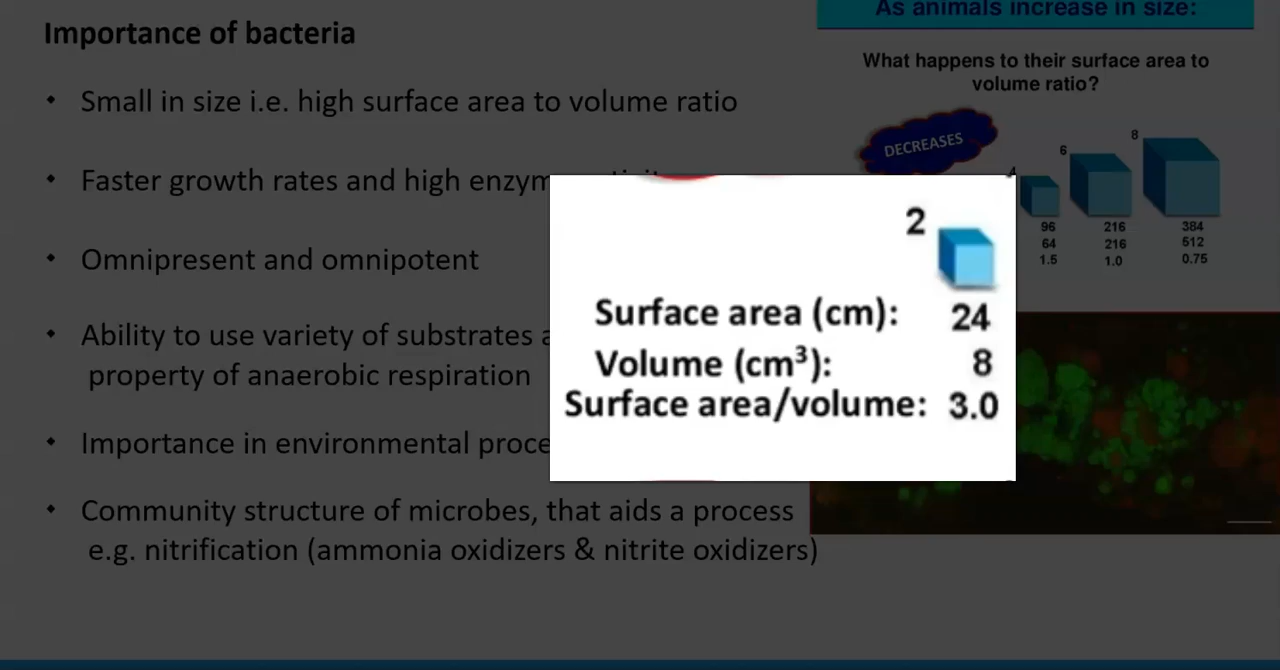 Importance of bacteria
• Small in size i.e. high surface area to volume ratio
• Faster growth rates and high enzym
• Omnipresent and omnipotent
• Ability to use variety of substrates
property of anaerobic respiration
• Importance in environmental proce
• Community structure of microbes, that aids a process
e.g. nitrification (ammonia oxidizers & nitrite oxidizers)
As animals increase in size:
What happens to their surface area to
volume ratio?
DECREASES
6
8
96 216 384
64 216 512
1.5 1.0 0.75
2
Surface area (cm): 24
Volume (cm³): 8
Surface area/volume: 3.0